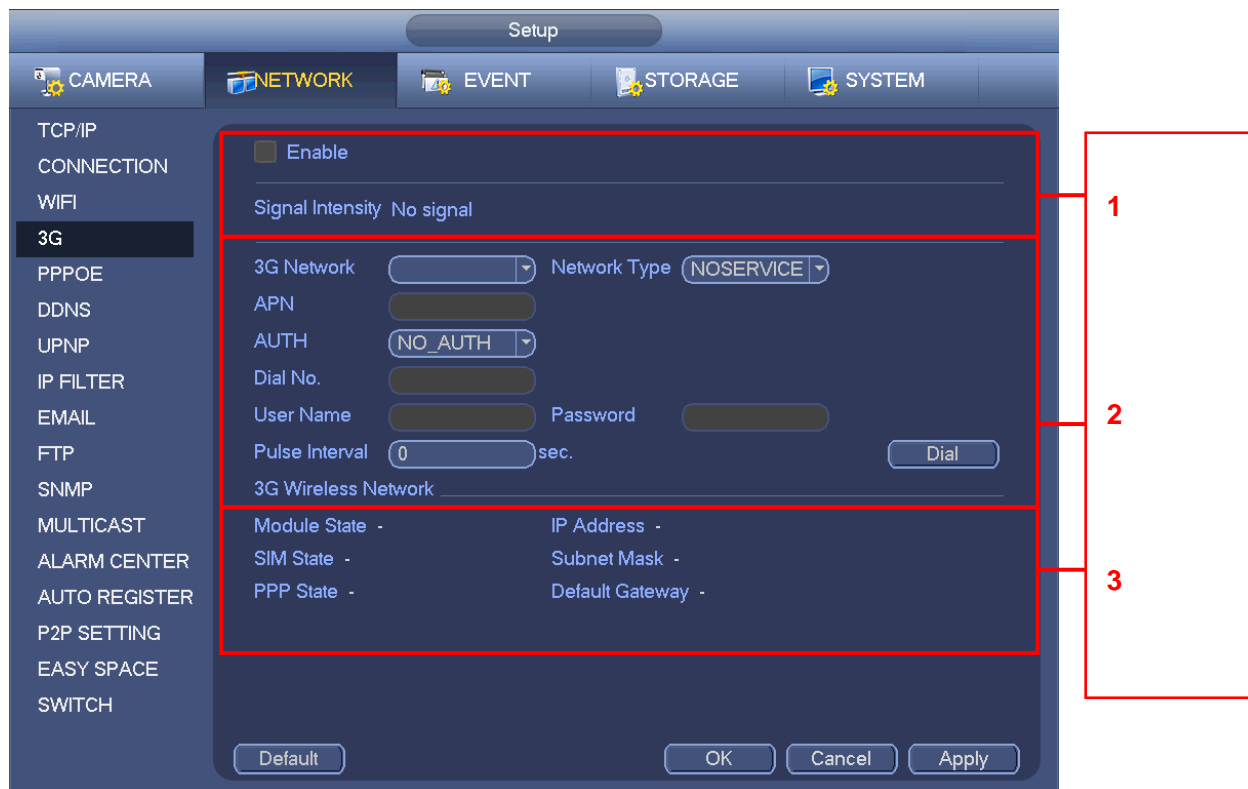 Setup
CAMERA NETWORK EVENT STORAGE SYSTEM
TCP/IP
CONNECTION
WIFI
3G
PPPOE
DDNS
UPNP
IP FILTER
EMAIL
FTP
SNMP
MULTICAST
ALARM CENTER
AUTO REGISTER
P2P SETTING
EASY SPACE
SWITCH
Enable
Signal Intensity No signal
3G Network Network Type NOSERVICE
APN
AUTH NO_AUTH
Dial No.
User Name Password
Pulse Interval 0 sec. Dial
3G Wireless Network
Module State - IP Address -
SIM State - Subnet Mask -
PPP State - Default Gateway -
Default OK Cancel Apply
1
2
3